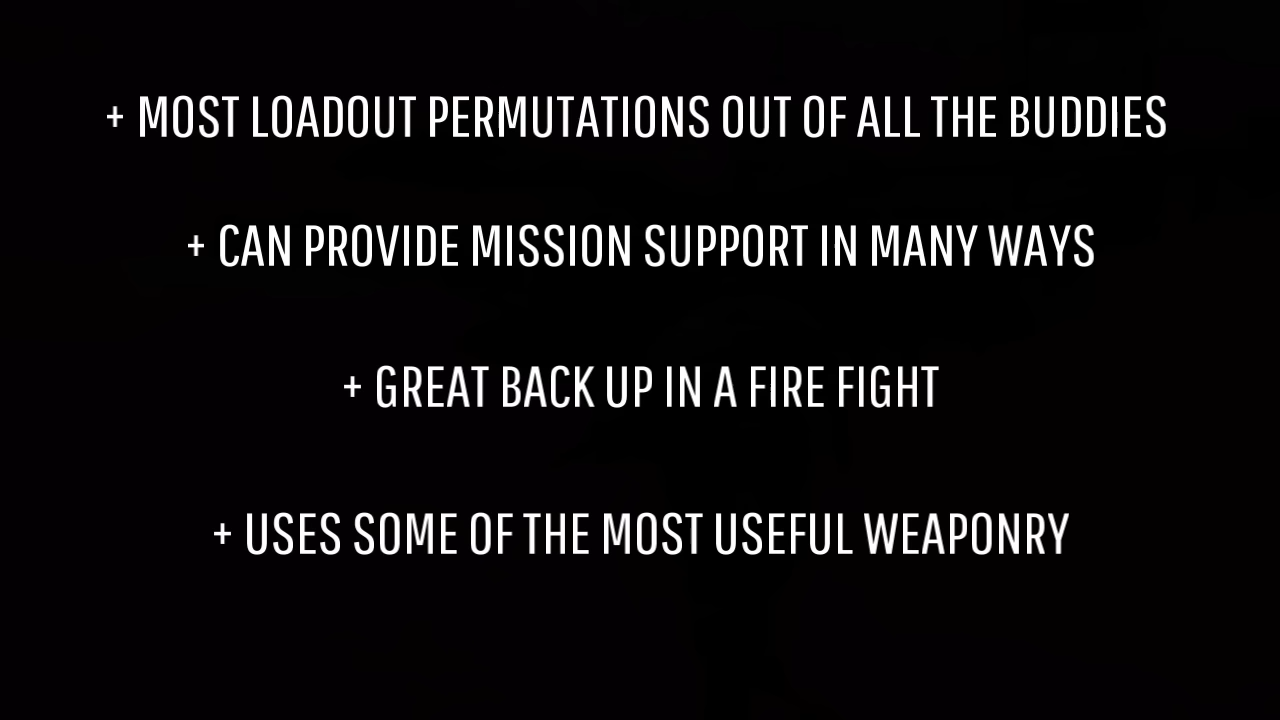 + MOST LOADOUT PERMUTATIONS OUT OF ALL THE BUDDIES
+ CAN PROVIDE MISSION SUPPORT IN MANY WAYS
+ GREAT BACK UP IN A FIRE FIGHT
+ USES SOME OF THE MOST USEFUL WEAPONRY